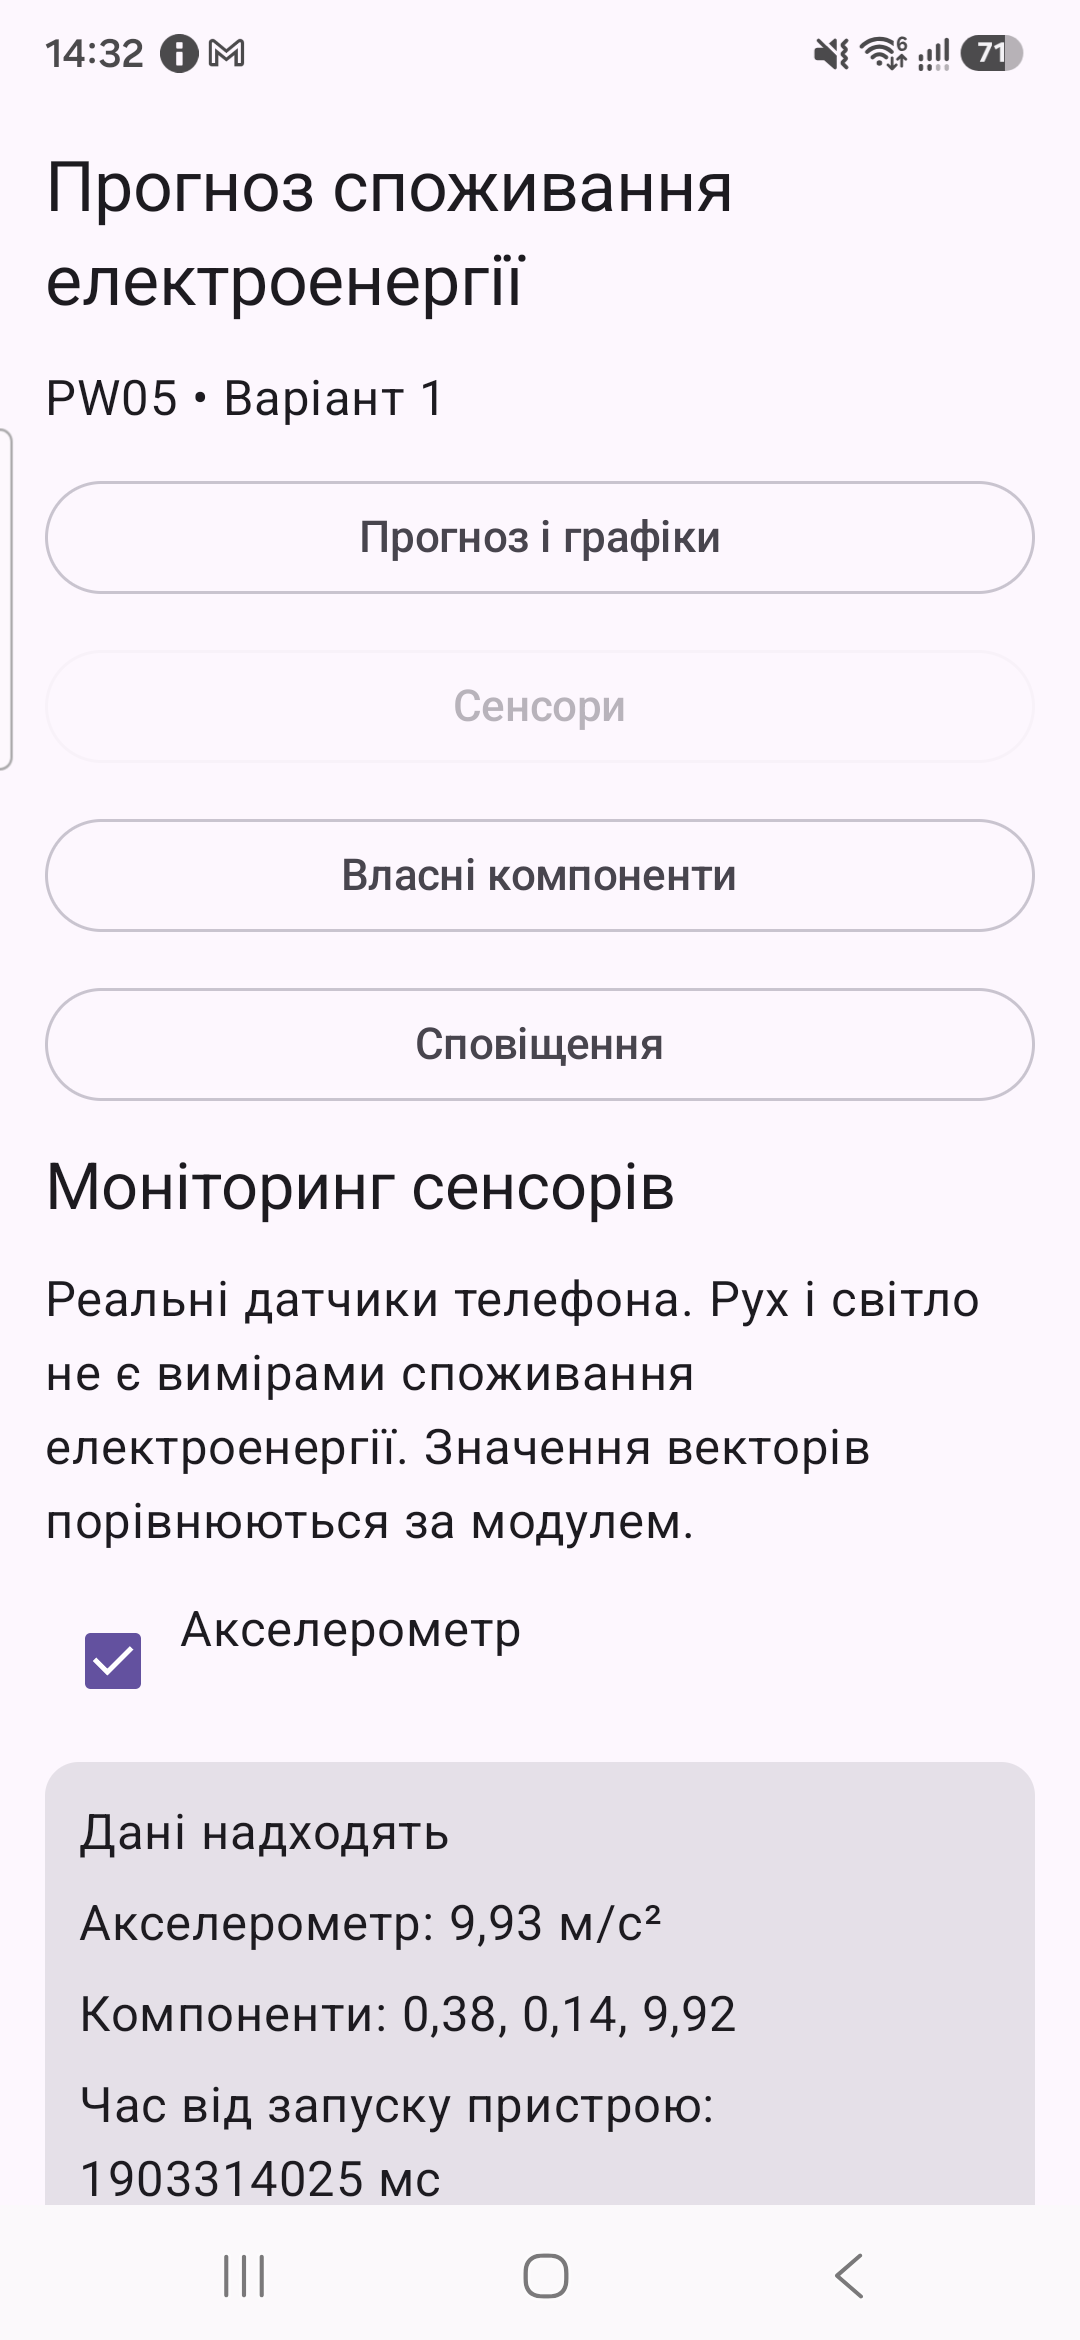 14:32
6
71
Прогноз споживання
електроенергії
PW05 • Варіант 1
Прогноз і графіки
Сенсори
Власні компоненти
Сповіщення
Моніторинг сенсорів
Реальні датчики телефона. Рух і світло
не є вимірами споживання
електроенергії. Значення векторів
порівнюються за модулем.
Акселерометр
Дані надходять
Акселерометр: 9,93 м/с²
Компоненти: 0,38, 0,14, 9,92
Час від запуску пристрою:
1903314025 мс